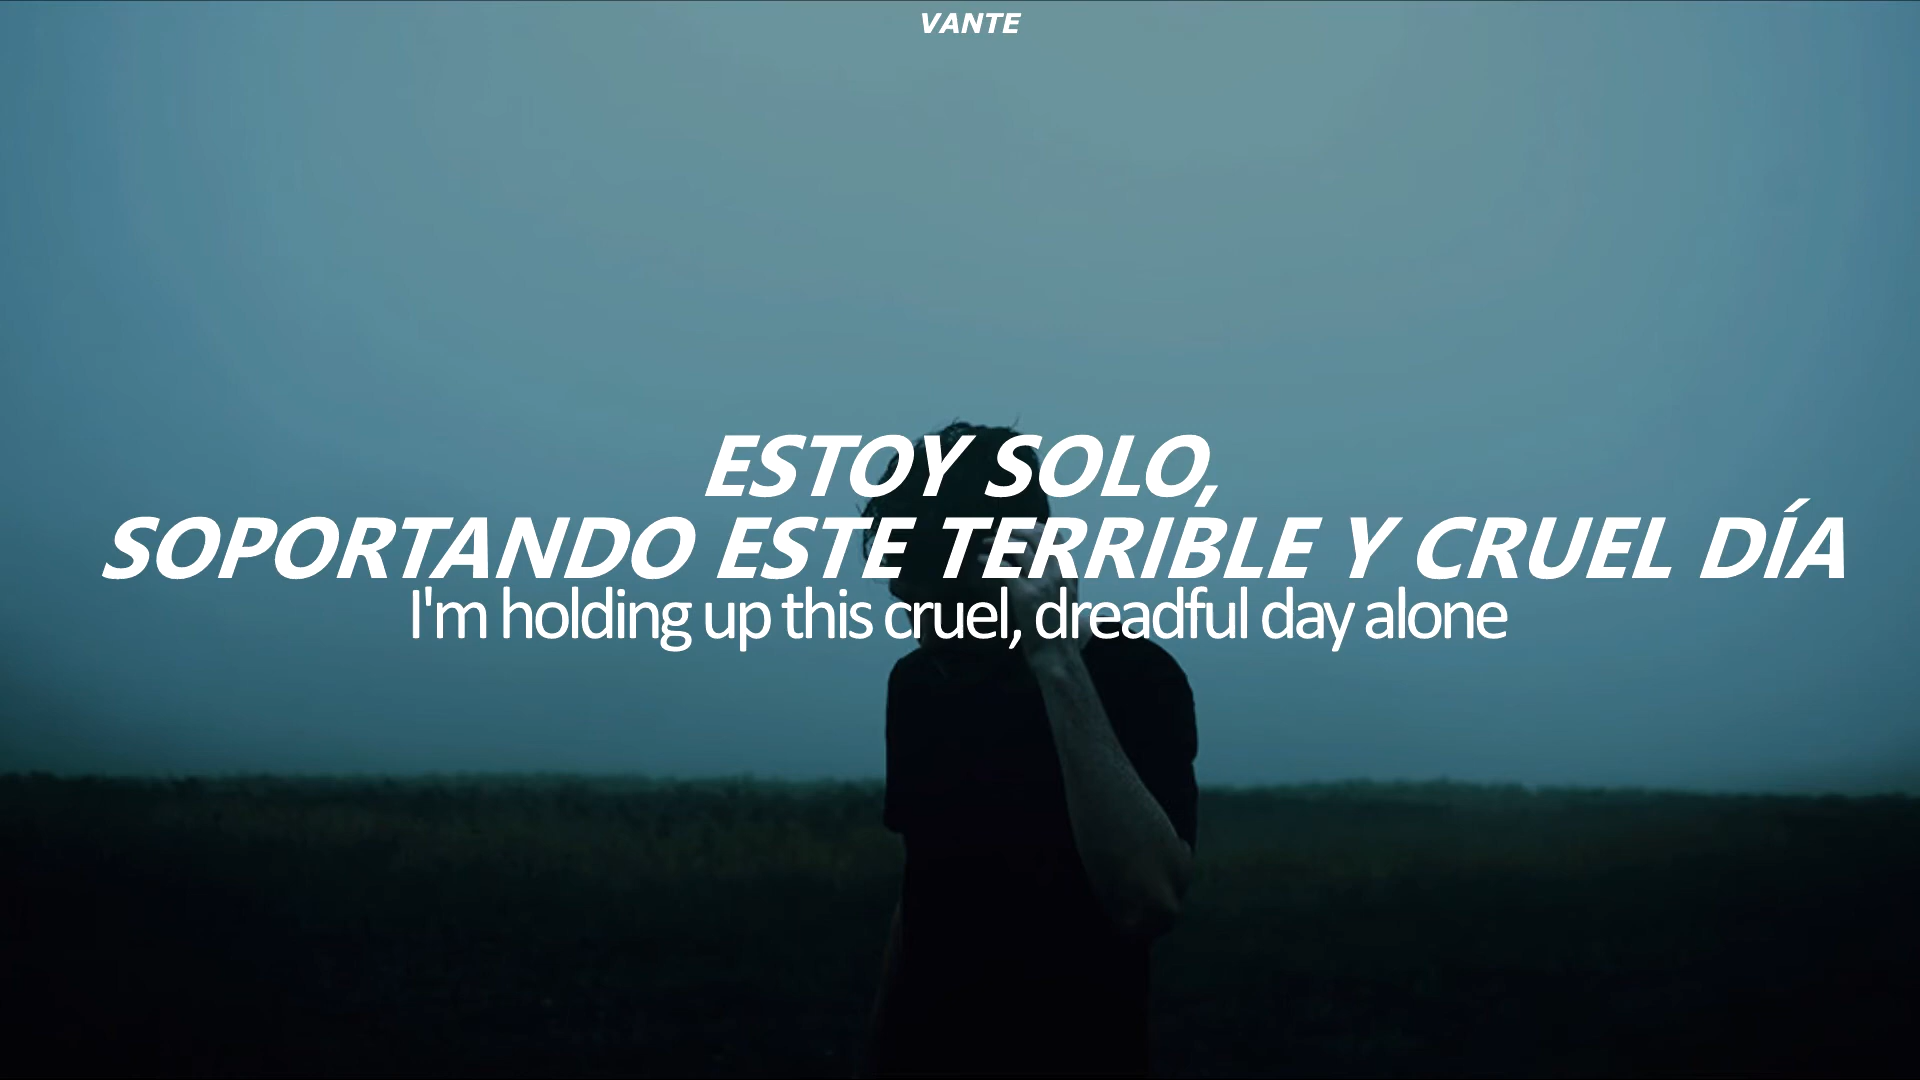 VANTE
ESTOY SOLO,
SOPORTANDO ESTE TERRIBLE Y CRUEL DÍA
I'm holding up this cruel, dreadful day alone